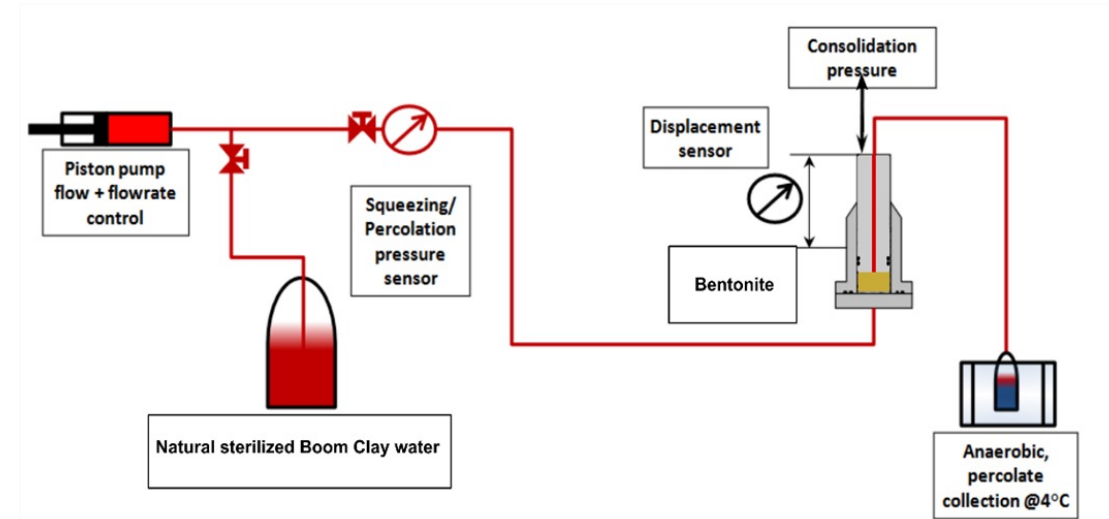 Consolidation
pressure
Displacement
sensor
Piston pump
flow + flowrate
control
Squeezing/
Percolation
pressure
sensor
Bentonite
Natural sterilized Boom Clay water
Anaerobic,
percolate
collection @4°C